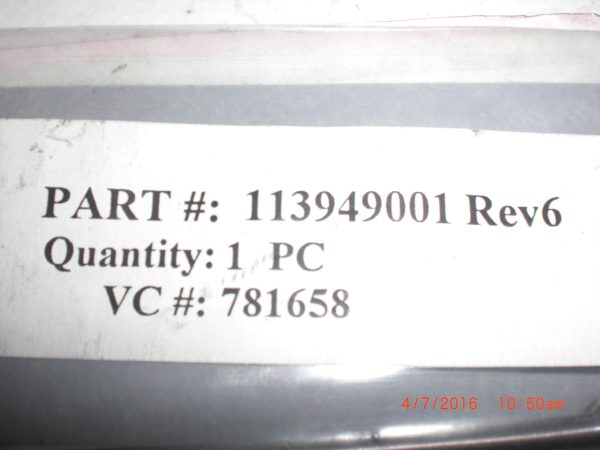 PART #: 113949001 Rev6
Quantity: 1 PC
VC #: 781658
4/7/2016 10:50am